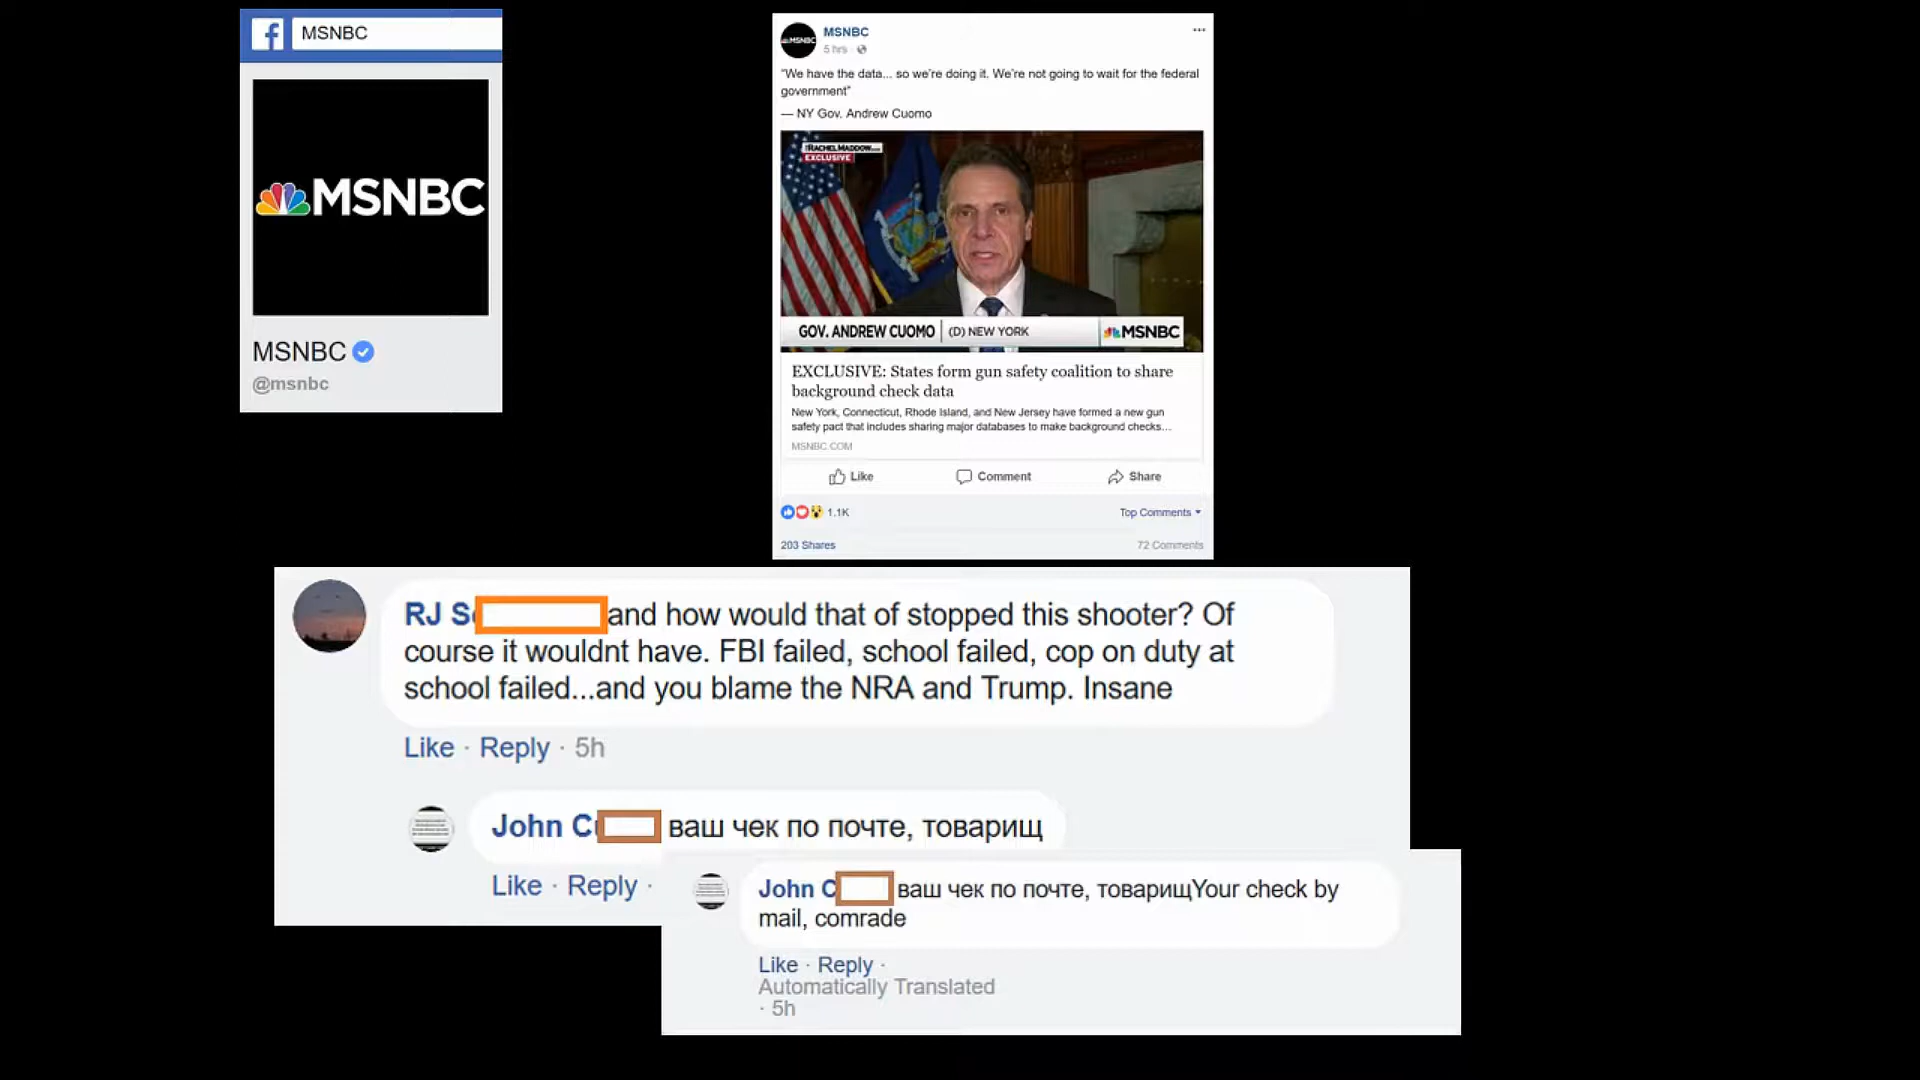 MSNBC
MSNBC
MSNBC
@msnbc
MSNBC
MSNBC
5 hrs
"We have the data... so we're doing it. We're not going to wait for the federal
government"
— NY Gov. Andrew Cuomo
RACHEL MADDOW
EXCLUSIVE
GOV. ANDREW CUOMO (D) NEW YORK MSNBC
EXCLUSIVE: States form gun safety coalition to share
background check data
New York, Connecticut, Rhode Island, and New Jersey have formed a new gun
safety pact that includes sharing major databases to make background checks...
MSNBC.COM
Like Comment Share
1.1K Top Comments
203 Shares 72 Comments
RJ S and how would that of stopped this shooter? Of
course it wouldnt have. FBI failed, school failed, cop on duty at
school failed...and you blame the NRA and Trump. Insane
Like · Reply · 5h
John C ваш чек по почте, товарищ
Like · Reply ·
John C ваш чек по почте, товарищYour check by
mail, comrade
Like · Reply ·
Automatically Translated
· 5h